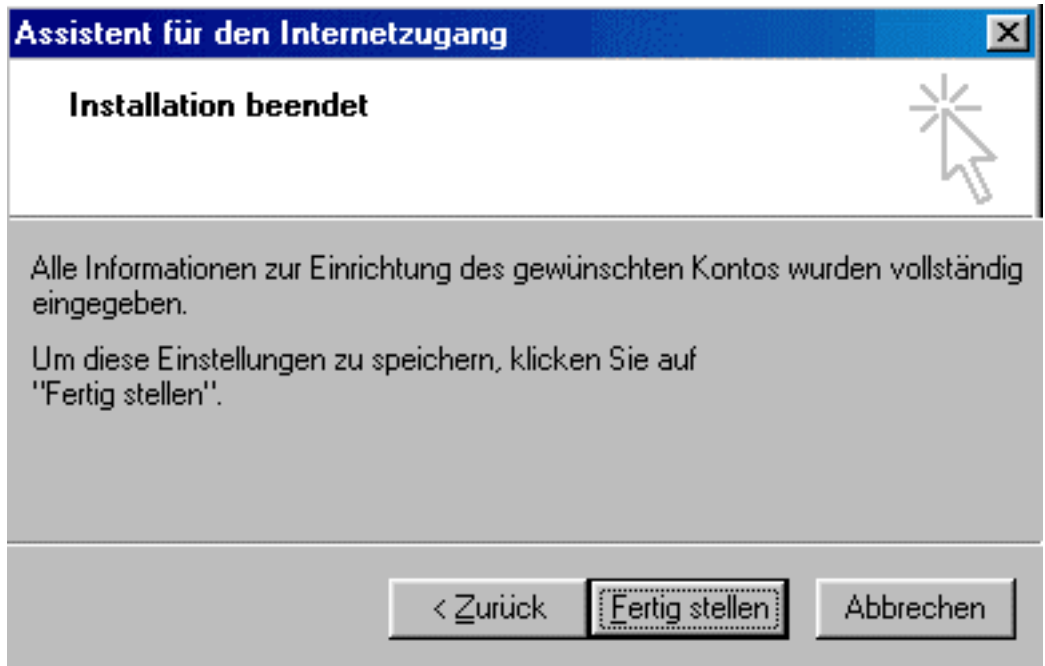 Assistent für den Internetzugang
Installation beendet
Alle Informationen zur Einrichtung des gewünschten Kontos wurden vollständig
eingegeben.
Um diese Einstellungen zu speichern, klicken Sie auf
"Fertig stellen".
< Zurück Fertig stellen Abbrechen